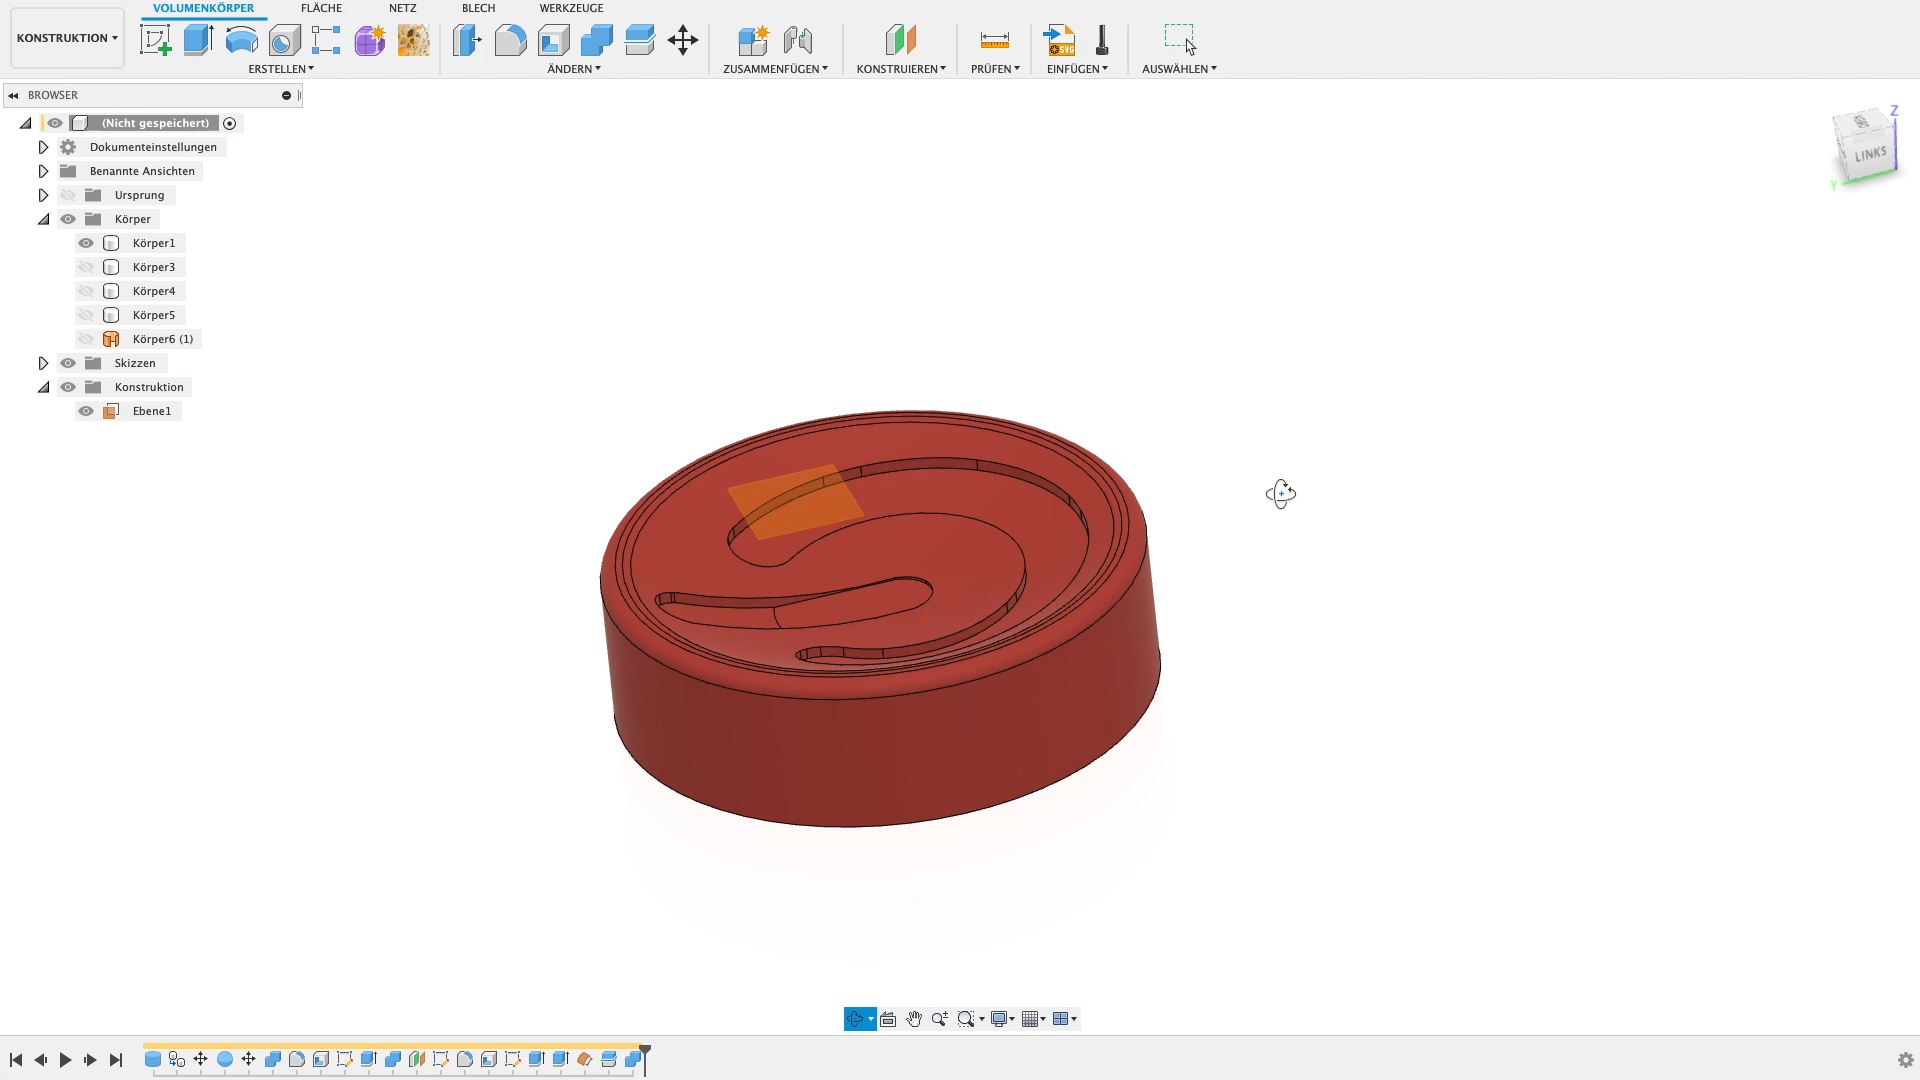 VOLUMENKÖRPER FLÄCHE NETZ BLECH WERKZEUGE
KONSTRUKTION
SVG
ERSTELLEN ÄNDERN ZUSAMMENFÜGEN KONSTRUIEREN PRÜFEN EINFÜGEN AUSWÄHLEN
BROWSER
(Nicht gespeichert)
Dokumenteinstellungen
Benannte Ansichten
Ursprung
Körper
Körper1
Körper3
Körper4
Körper5
Körper6 (1)
Skizzen
Konstruktion
Ebene1
Z
LINKS
Y